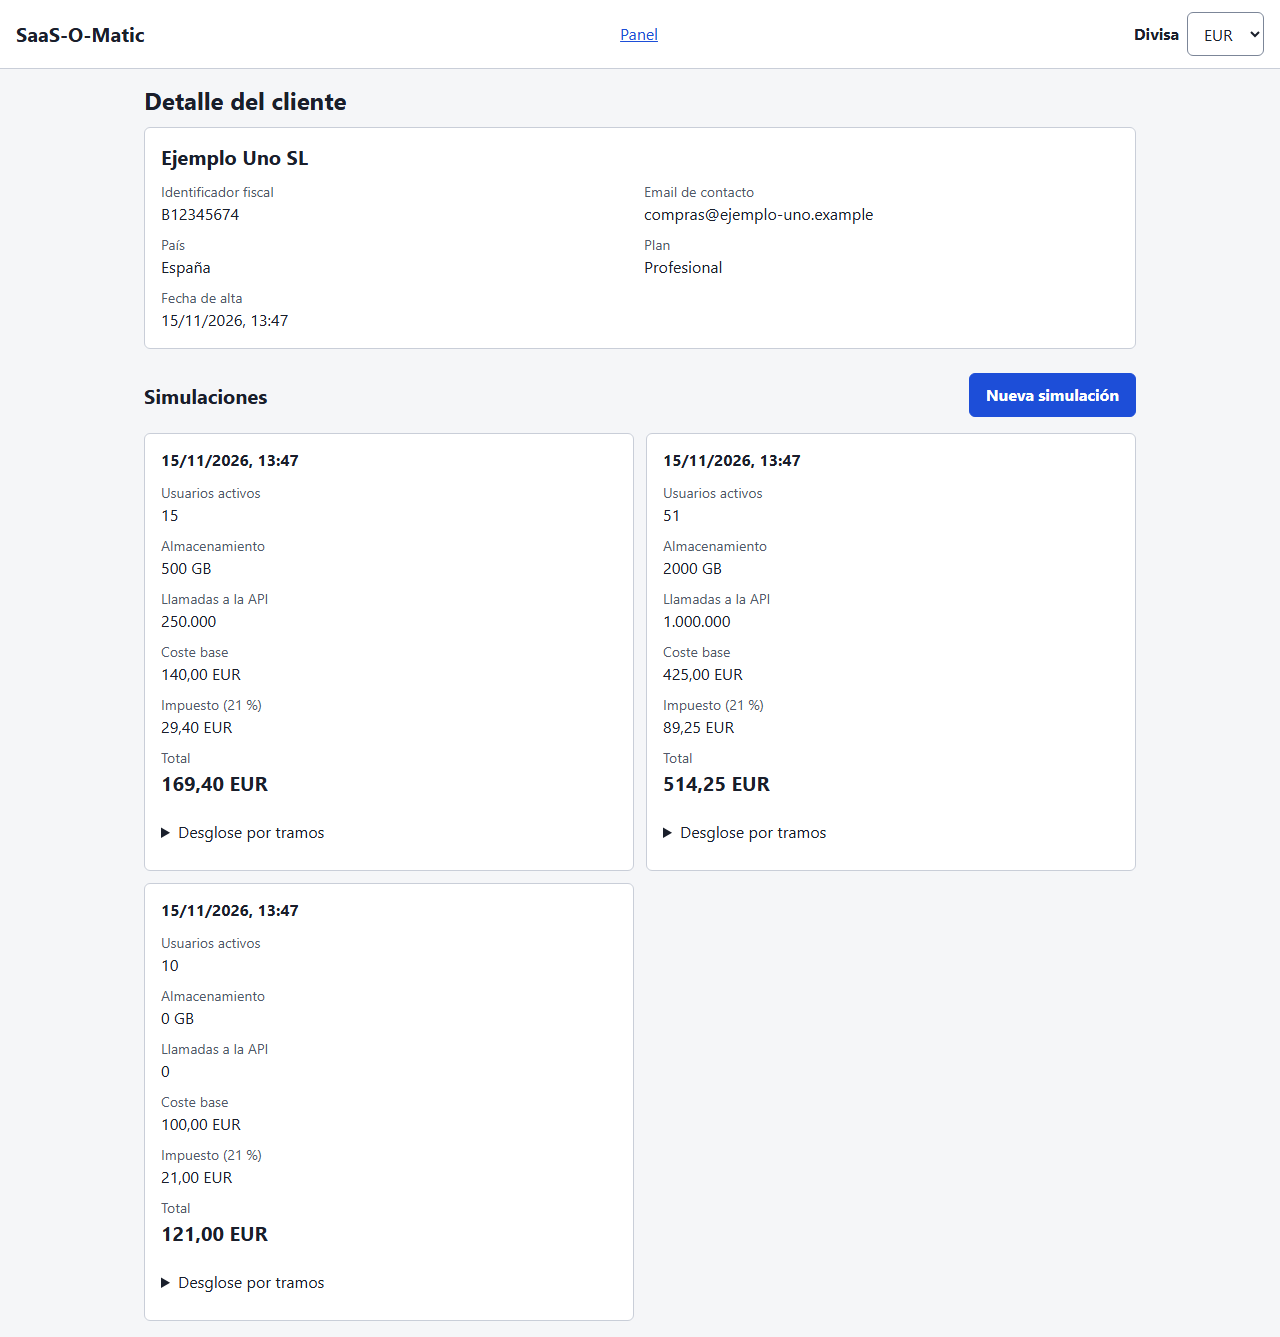 SaaS-O-Matic
Panel
Divisa
EUR
Detalle del cliente
Ejemplo Uno SL
Identificador fiscal
B12345674
Email de contacto
compras@ejemplo-uno.example
País
España
Plan
Profesional
Fecha de alta
15/11/2026, 13:47
Simulaciones
Nueva simulación
15/11/2026, 13:47
Usuarios activos
15
Almacenamiento
500 GB
Llamadas a la API
250.000
Coste base
140,00 EUR
Impuesto (21 %)
29,40 EUR
Total
169,40 EUR
Desglose por tramos
15/11/2026, 13:47
Usuarios activos
51
Almacenamiento
2000 GB
Llamadas a la API
1.000.000
Coste base
425,00 EUR
Impuesto (21 %)
89,25 EUR
Total
514,25 EUR
Desglose por tramos
15/11/2026, 13:47
Usuarios activos
10
Almacenamiento
0 GB
Llamadas a la API
0
Coste base
100,00 EUR
Impuesto (21 %)
21,00 EUR
Total
121,00 EUR
Desglose por tramos